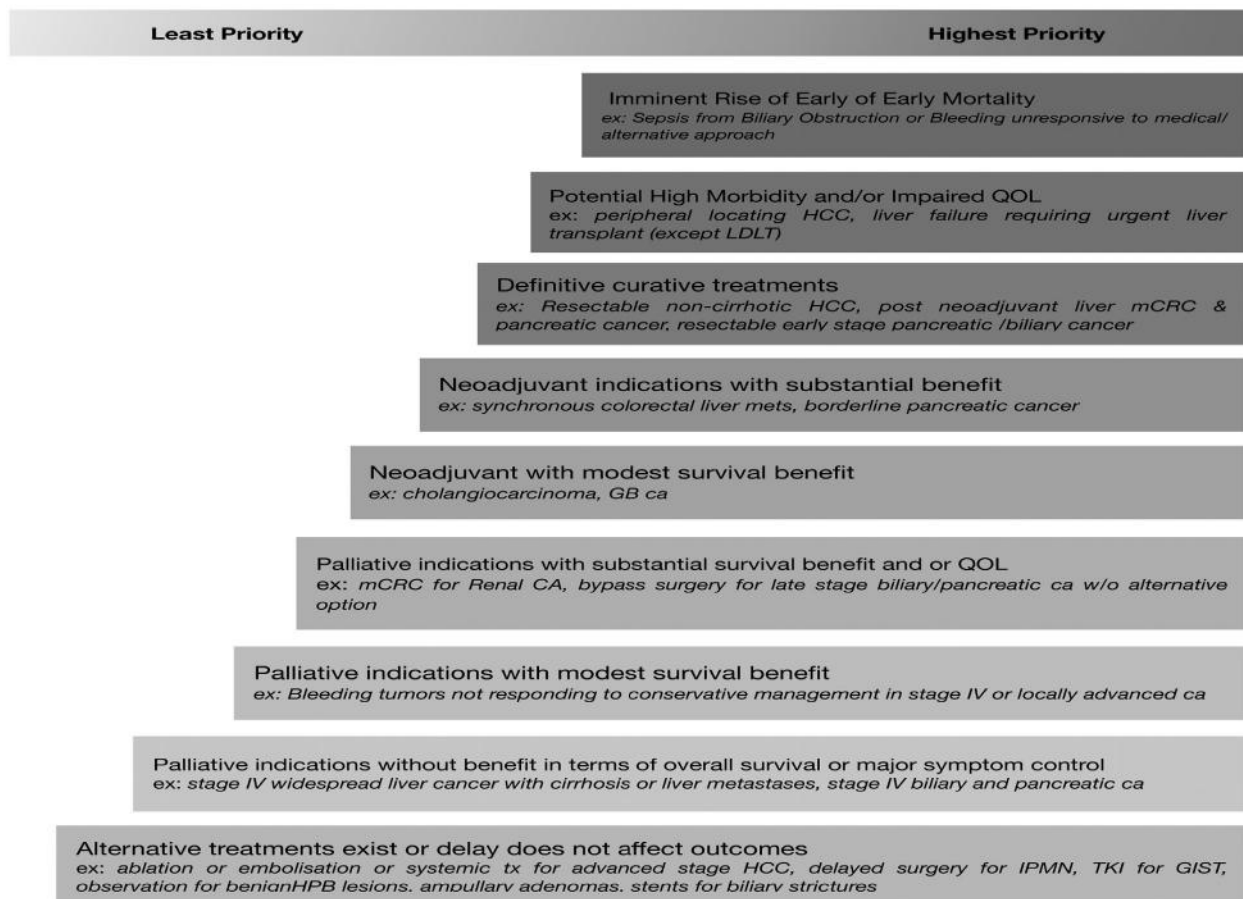 Least Priority Highest Priority
Imminent Rise of Early of Early Mortality
ex: Sepsis from Biliary Obstruction or Bleeding unresponsive to medical/
alternative approach
Potential High Morbidity and/or Impaired QOL
ex: peripheral locating HCC, liver failure requiring urgent liver
transplant (except LDLT)
Definitive curative treatments
ex: Resectable non-cirrhotic HCC, post neoadjuvant liver mCRC &
pancreatic cancer, resectable early stage pancreatic /biliary cancer
Neoadjuvant indications with substantial benefit
ex: synchronous colorectal liver mets, borderline pancreatic cancer
Neoadjuvant with modest survival benefit
ex: cholangiocarcinoma, GB ca
Palliative indications with substantial survival benefit and or QOL
ex: mCRC for Renal CA, bypass surgery for late stage biliary/pancreatic ca w/o alternative
option
Palliative indications with modest survival benefit
ex: Bleeding tumors not responding to conservative management in stage IV or locally advanced ca
Palliative indications without benefit in terms of overall survival or major symptom control
ex: stage IV widespread liver cancer with cirrhosis or liver metastases, stage IV biliary and pancreatic ca
Alternative treatments exist or delay does not affect outcomes
ex: ablation or embolisation or systemic tx for advanced stage HCC, delayed surgery for IPMN, TKI for GIST,
observation for benignHPB lesions, ampullary adenomas, stents for biliary strictures